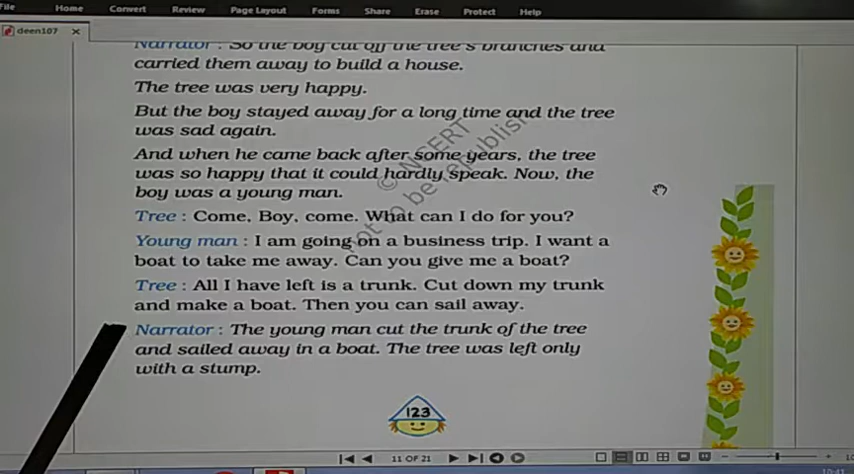 File Home Convert Review Page Layout Forms Share Erase Protect Help
deen107
Narrator : So the boy cut off the tree's branches and
carried them away to build a house.
The tree was very happy.
But the boy stayed away for a long time and the tree
was sad again.
And when he came back after some years, the tree
was so happy that it could hardly speak. Now, the
boy was a young man.
Tree : Come, Boy, come. What can I do for you?
Young man : I am going on a business trip. I want a
boat to take me away. Can you give me a boat?
Tree : All I have left is a trunk. Cut down my trunk
and make a boat. Then you can sail away.
Narrator : The young man cut the trunk of the tree
and sailed away in a boat. The tree was left only
with a stump.
© NCERT
not to be republish
123
11 OF 21